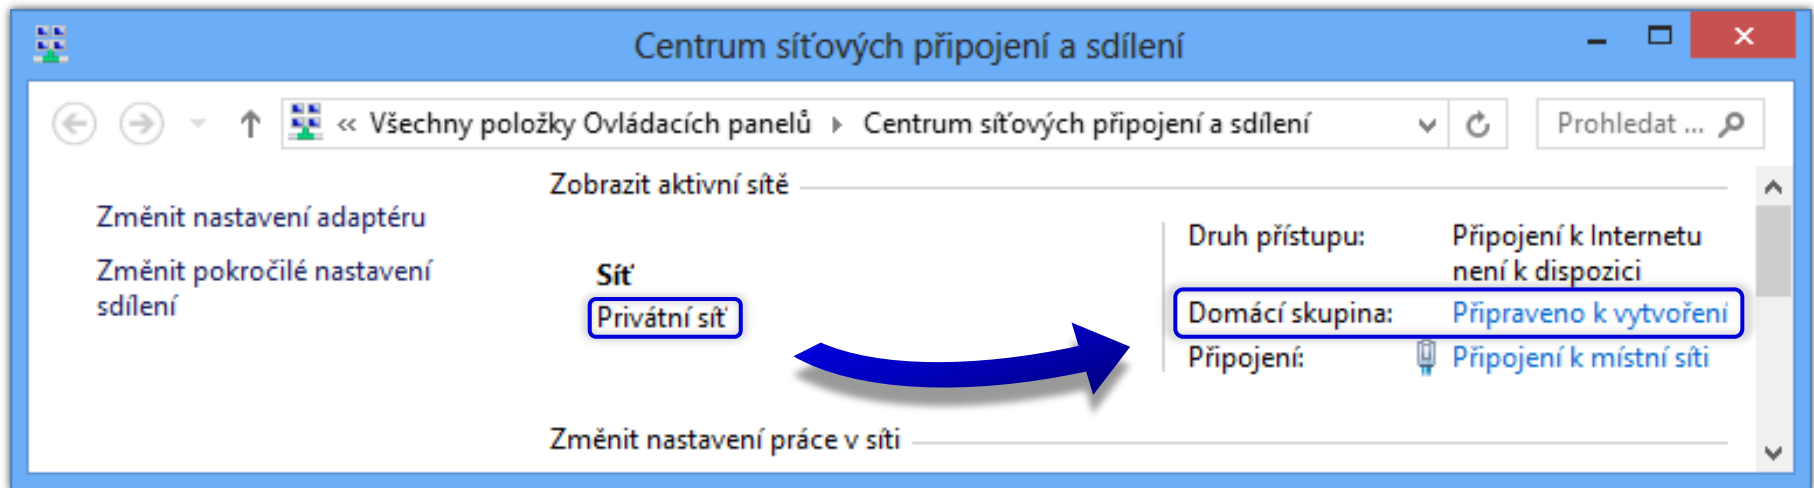 Centrum síťových připojení a sdílení
« Všechny položky Ovládacích panelů Centrum síťových připojení a sdílení Prohledat ...
Změnit nastavení adaptéru
Změnit pokročilé nastavení
sdílení
Zobrazit aktivní sítě
Síť
Privátní síť
Druh přístupu: Připojení k Internetu
není k dispozici
Domácí skupina: Připraveno k vytvoření
Připojení: Připojení k místní síti
Změnit nastavení práce v síti